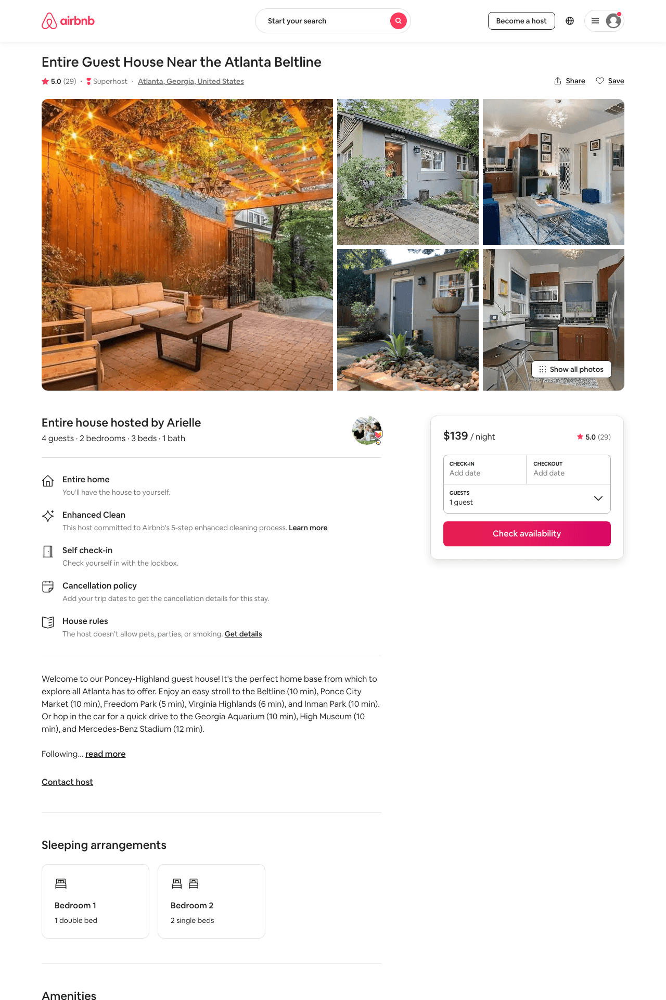 airbnb
Start your search
Become a host
Entire Guest House Near the Atlanta Beltline
5.0 (29) · Superhost · Atlanta, Georgia, United States
Share
Save
Show all photos
Entire house hosted by Arielle
4 guests · 2 bedrooms · 3 beds · 1 bath
$139 / night
5.0 (29)
CHECK-IN
Add date
CHECKOUT
Add date
GUESTS
1 guest
Check availability
Entire home
You’ll have the house to yourself.
Enhanced Clean
This host committed to Airbnb's 5-step enhanced cleaning process. Learn more
Self check-in
Check yourself in with the lockbox.
Cancellation policy
Add your trip dates to get the cancellation details for this stay.
House rules
The host doesn’t allow pets, parties, or smoking. Get details
Welcome to our Poncey-Highland guest house! It's the perfect home base from which to
explore all Atlanta has to offer. Enjoy an easy stroll to the Beltline (10 min), Ponce City
Market (10 min), Freedom Park (5 min), Virginia Highlands (6 min), and Inman Park (10 min).
Or hop in the car for a quick drive to the Georgia Aquarium (10 min), High Museum (10
min), and Mercedes-Benz Stadium (12 min).
Following... read more
Contact host
Sleeping arrangements
Bedroom 1
1 double bed
Bedroom 2
2 single beds
Amenities